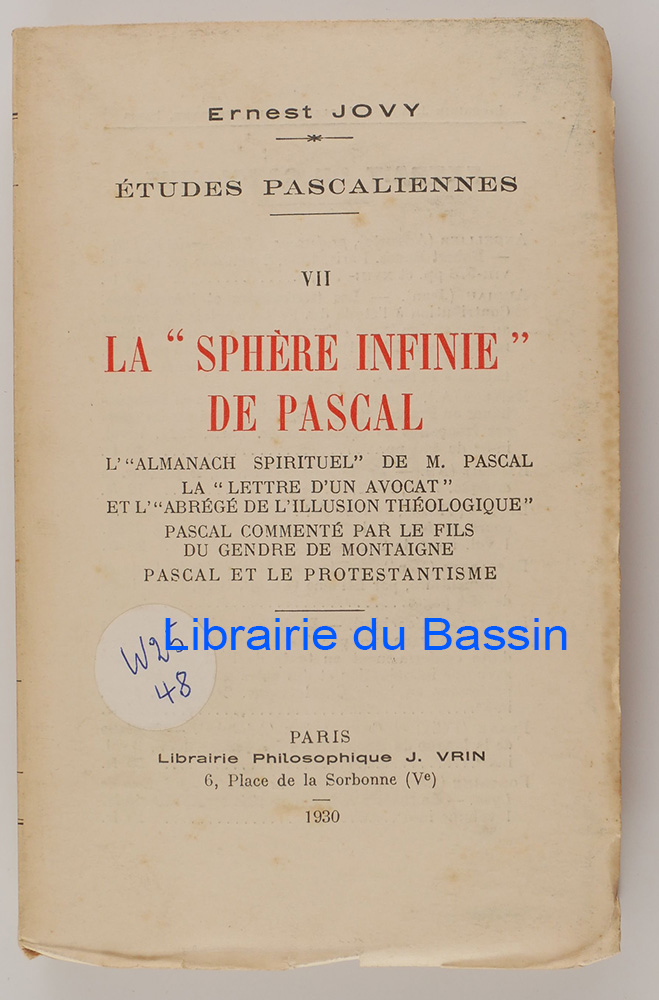 Ernest JOVY
ÉTUDES PASCALIENNES
VII
LA “ SPHÈRE INFINIE ”
DE PASCAL
L’“ALMANACH SPIRITUEL” DE M. PASCAL
LA “LETTRE D’UN AVOCAT”
ET L’“ABRÉGÉ DE L’ILLUSION THÉOLOGIQUE”
PASCAL COMMENTÉ PAR LE FILS
DU GENDRE DE MONTAIGNE
PASCAL ET LE PROTESTANTISME
Librairie du Bassin
W25
48
PARIS
Librairie Philosophique J. VRIN
6, Place de la Sorbonne (Ve)
1930